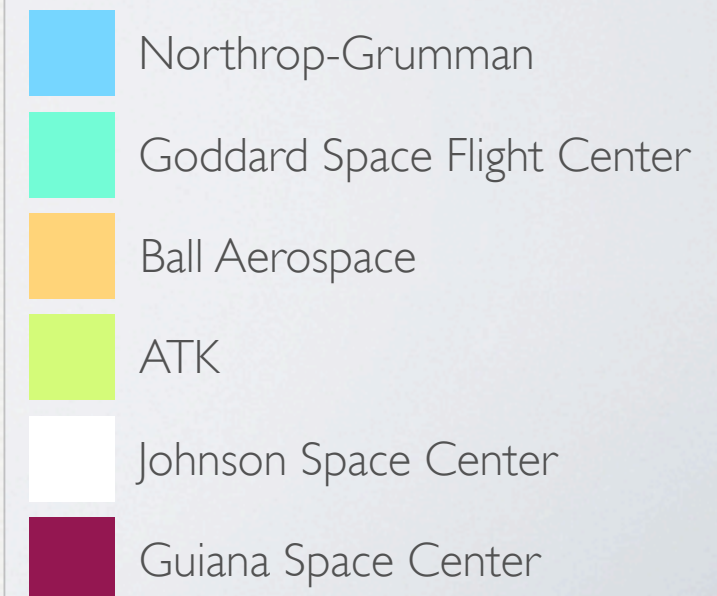 Northrop-Grumman
Goddard Space Flight Center
Ball Aerospace
ATK
Johnson Space Center
Guiana Space Center